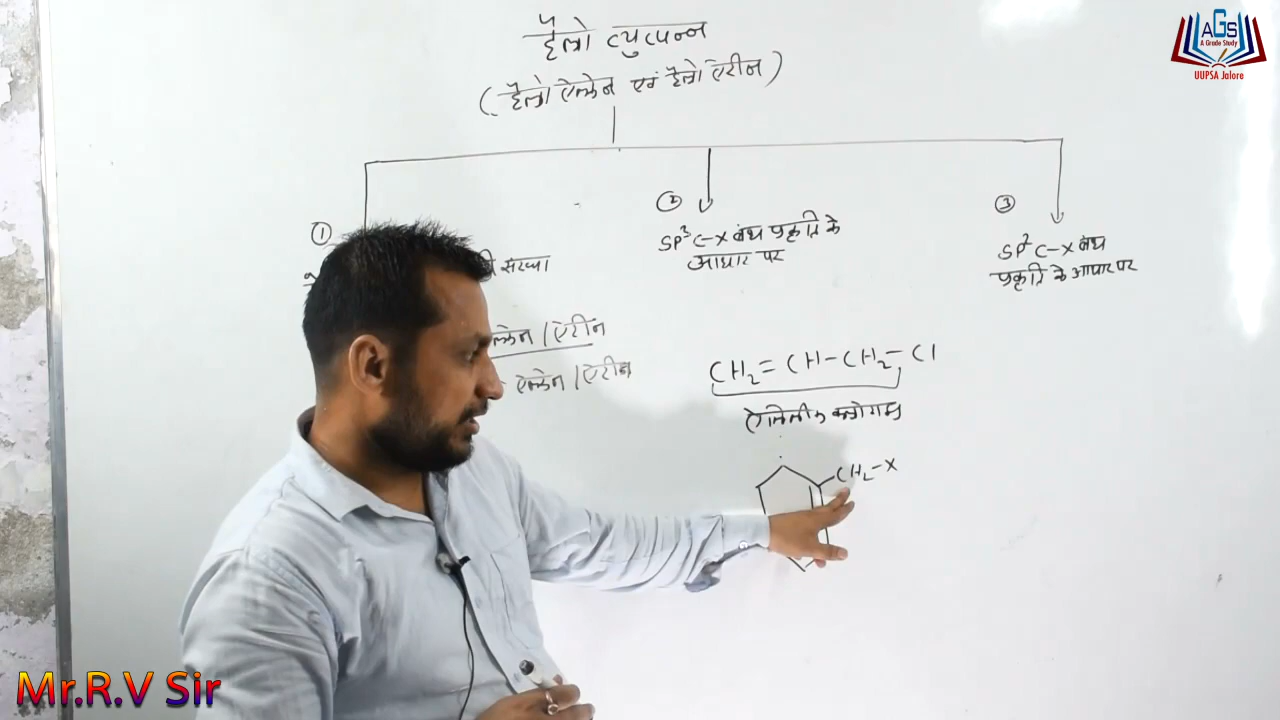 हैलो व्युत्पन्न
(हैलो ऐल्केन एवं हैलो ऐरीन)
①
संख्या
ल्केन / ऐरीन
ऐल्केन / ऐरीन
②
SP³ C-X बंध प्रकृति के
आधार पर
CH₂ = CH - CH₂ - Cl
ऐलिलीक क्लोराइड
CH₂-X
③
SP² C-X बंध
प्रकृति के आधार पर
AGS
A Grade Study
UUPSA Jalore
Mr.R.V Sir